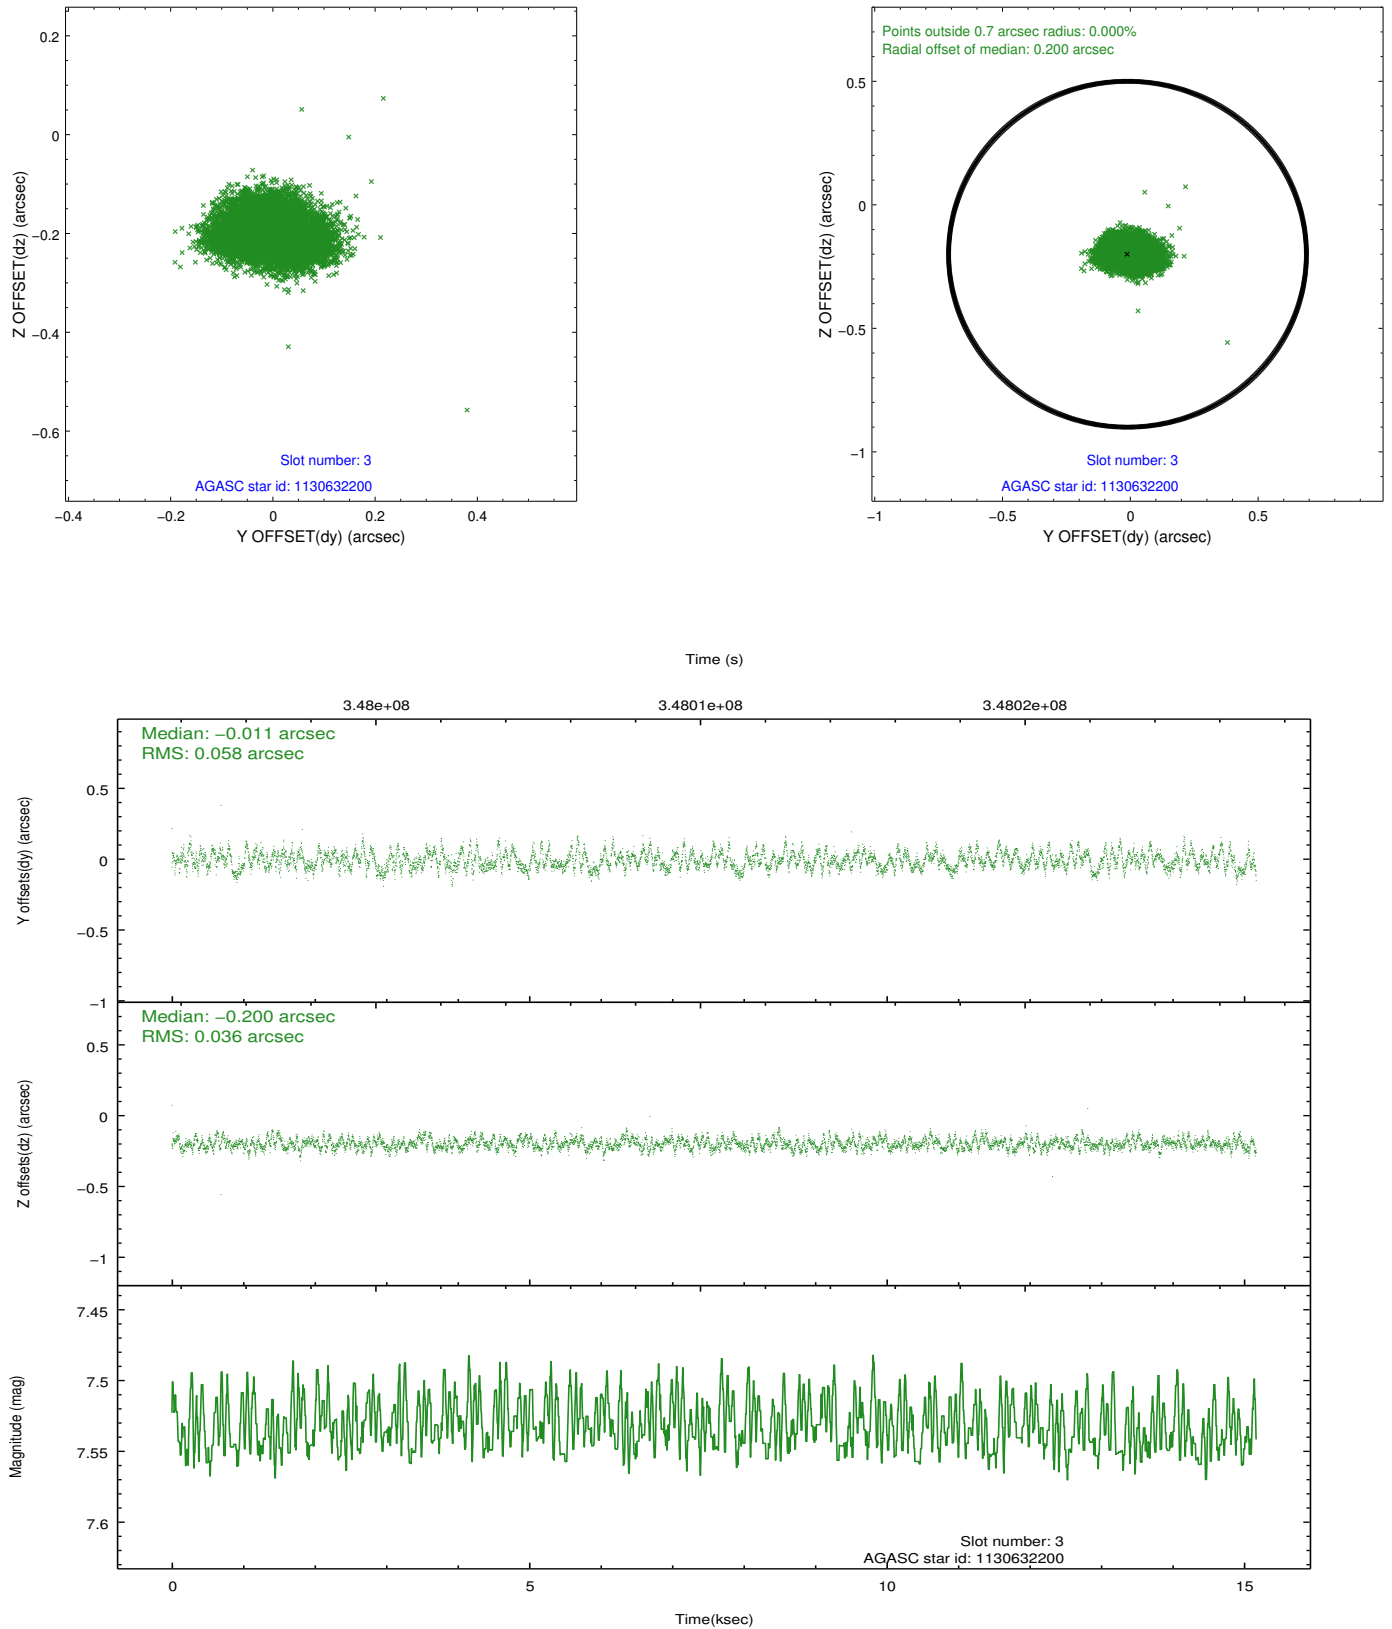 0.2
0
−0.2
−0.4
−0.6
Z OFFSET(dz) (arcsec)
Slot number: 3
AGASC star id: 1130632200
−0.4
−0.2
0
0.2
0.4
Y OFFSET(dy) (arcsec)
Points outside 0.7 arcsec radius: 0.000%
Radial offset of median: 0.200 arcsec
0.5
0
−0.5
−1
Z OFFSET(dz) (arcsec)
Slot number: 3
AGASC star id: 1130632200
−1
−0.5
0
0.5
Y OFFSET(dy) (arcsec)
Time (s)
3.48e+08
3.4801e+08
3.4802e+08
Median: −0.011 arcsec
RMS: 0.058 arcsec
0.5
0
−0.5
−1
Y offsets(dy) (arcsec)
Median: −0.200 arcsec
RMS: 0.036 arcsec
0.5
0
−0.5
−1
Z offsets(dz) (arcsec)
7.45
7.5
7.55
7.6
Magnitude (mag)
Slot number: 3
AGASC star id: 1130632200
0
5
10
15
Time(ksec)